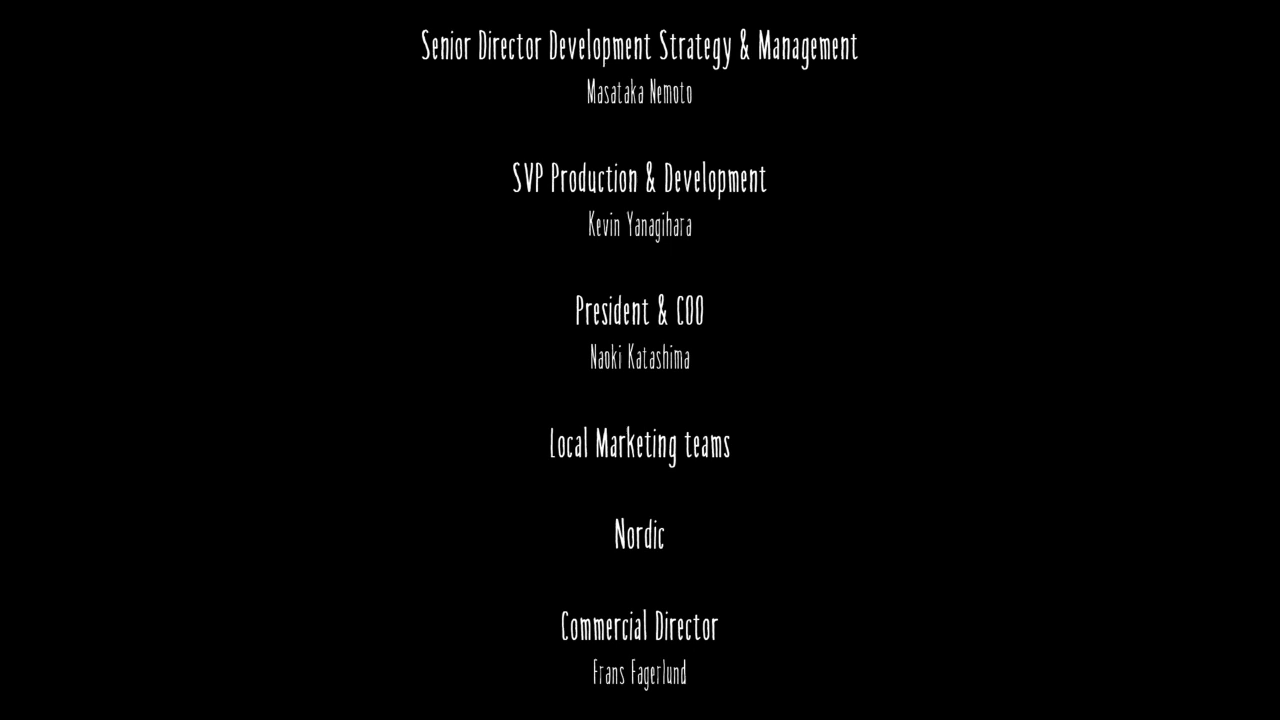 Senior Director Development Strategy & Management
Masataka Nemoto
SVP Production & Development
Kevin Yanagihara
President & COO
Naoki Katashima
Local Marketing teams
Nordic
Commercial Director
Frans Fagerlund